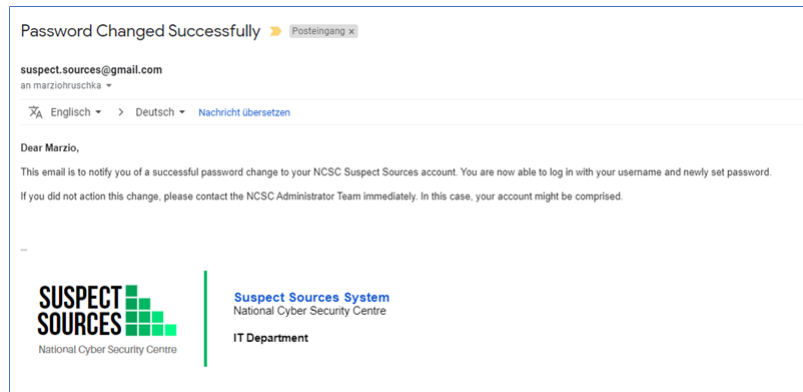 Password Changed Successfully Posteingang x
suspect.sources@gmail.com
an marziohruschka
Englisch > Deutsch Nachricht übersetzen
Dear Marzio,
This email is to notify you of a successful password change to your NCSC Suspect Sources account. You are now able to log in with your username and newly set password.
If you did not action this change, please contact the NCSC Administrator Team immediately. In this case, your account might be comprised.
--
SUSPECT
SOURCES
National Cyber Security Centre
Suspect Sources System
National Cyber Security Centre
IT Department